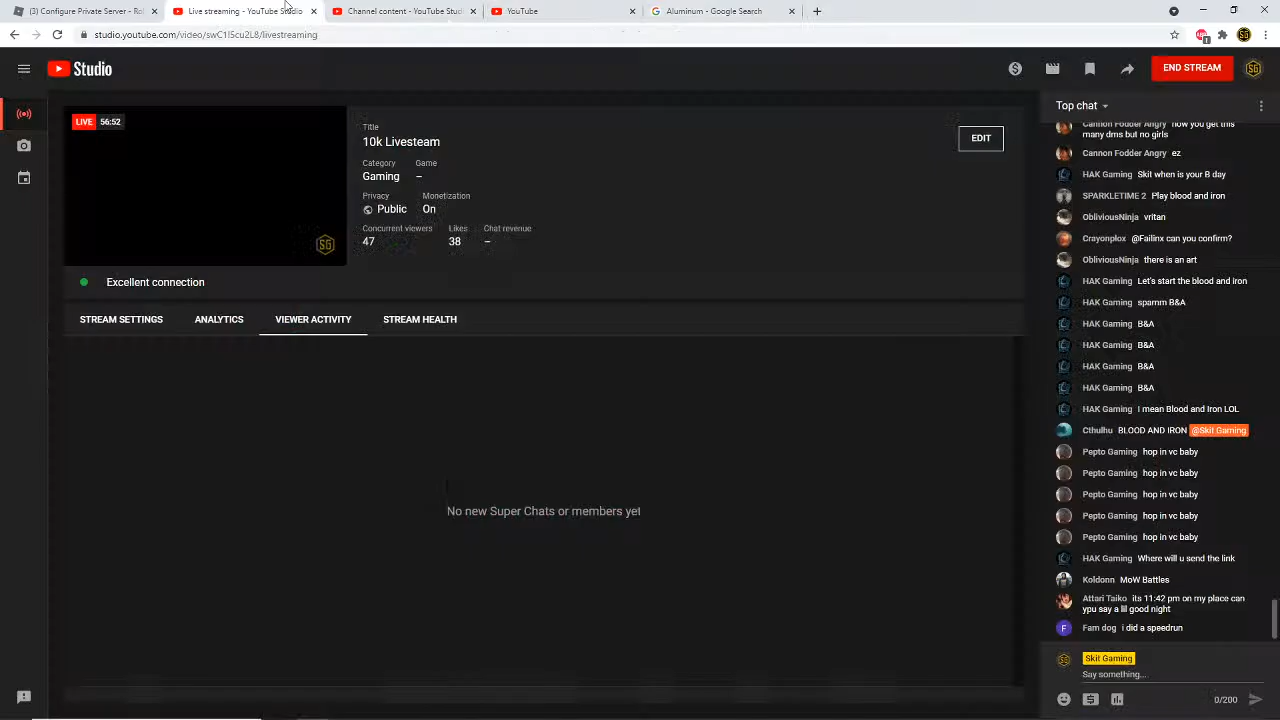 (3) Configure Private Server - Rol
Live streaming - YouTube Studio
Channel content - YouTube Studi
YouTube
Aluminum - Google Search
studio.youtube.com/video/swC1l5cu2L8/livestreaming
Studio
END STREAM
LIVE 56:52
SG
Title
10k Livesteam
EDIT
Category Game
Gaming –
Privacy Monetization
Public On
Concurrent viewers Likes Chat revenue
47 38 –
Excellent connection
STREAM SETTINGS ANALYTICS VIEWER ACTIVITY STREAM HEALTH
No new Super Chats or members yet
Top chat
Cannon Fodder Angry how you get this
many dms but no girls
Cannon Fodder Angry ez
HAK Gaming Skit when is your B day
SPARKLETIME 2 Play blood and iron
ObliviousNinja vritan
Crayonplox @Failinx can you confirm?
ObliviousNinja there is an art
HAK Gaming Let's start the blood and iron
HAK Gaming spamm B&A
HAK Gaming B&A
HAK Gaming B&A
HAK Gaming B&A
HAK Gaming B&A
HAK Gaming I mean Blood and Iron LOL
Cthulhu BLOOD AND IRON @Skit Gaming
Pepto Gaming hop in vc baby
Pepto Gaming hop in vc baby
Pepto Gaming hop in vc baby
Pepto Gaming hop in vc baby
Pepto Gaming hop in vc baby
HAK Gaming Where will u send the link
Koldonn MoW Battles
Attari Taiko its 11:42 pm on my place can
ypu say a lil good night
F Fam dog i did a speedrun
Skit Gaming
Say something...
0/200